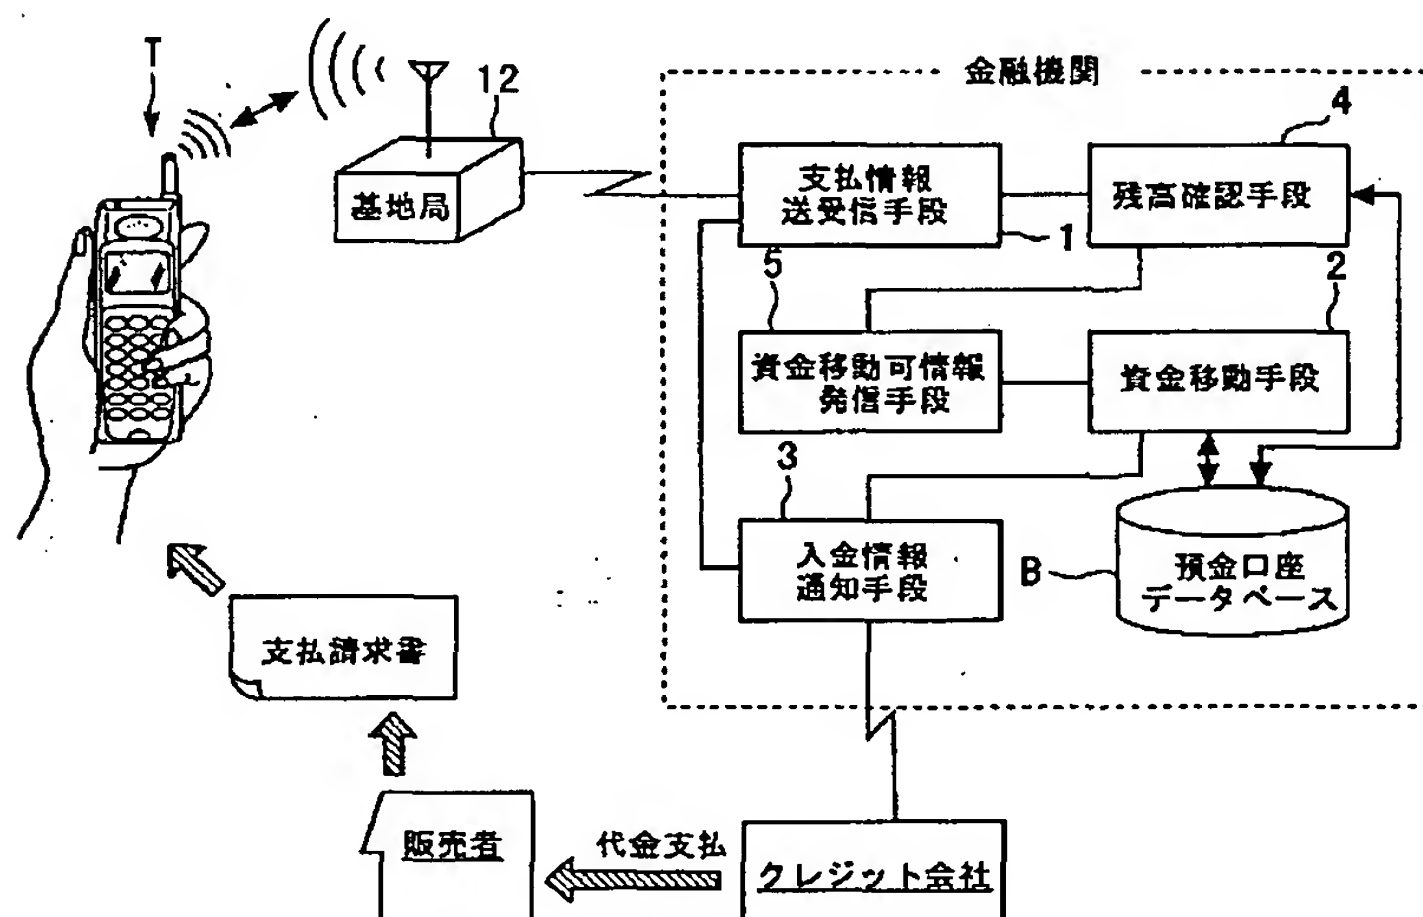 T
12
基地局
金融機関
4
支払情報
送受信手段
1
残高確認手段
5
2
資金移動可情報
発信手段
資金移動手段
3
入金情報
通知手段
B
預金口座
データベース
支払請求書
販売者
代金支払
クレジット会社